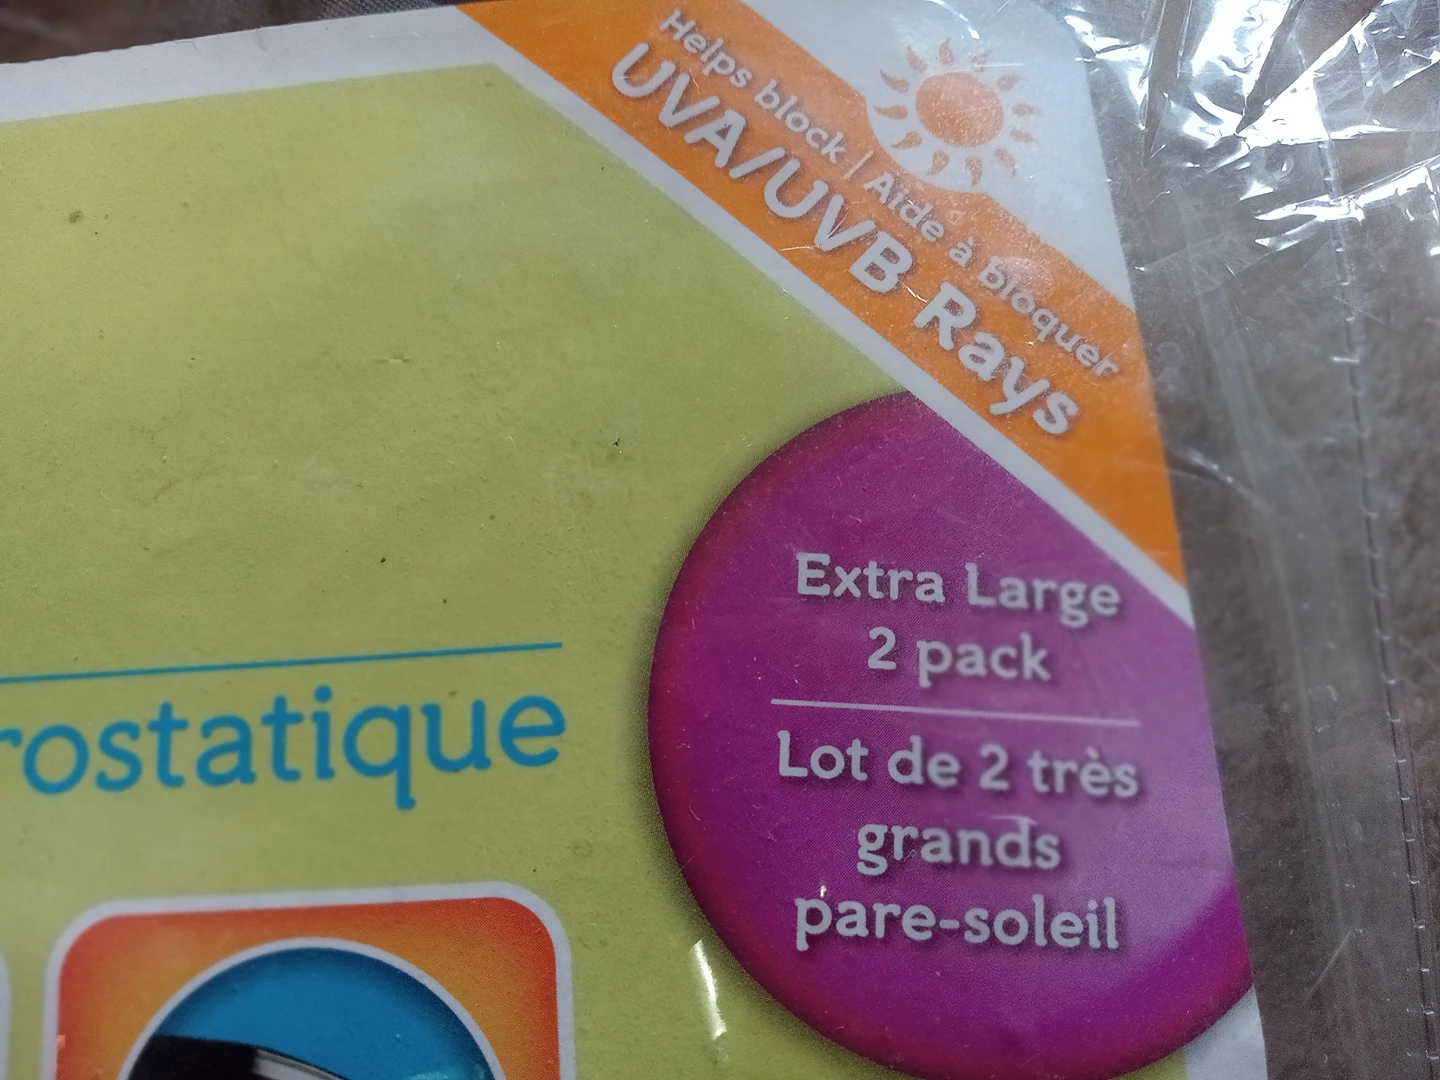 Helps block | Aide à bloquer
UVA/UVB Rays
Extra Large
2 pack
Lot de 2 très
grands
pare-soleil
rostatique